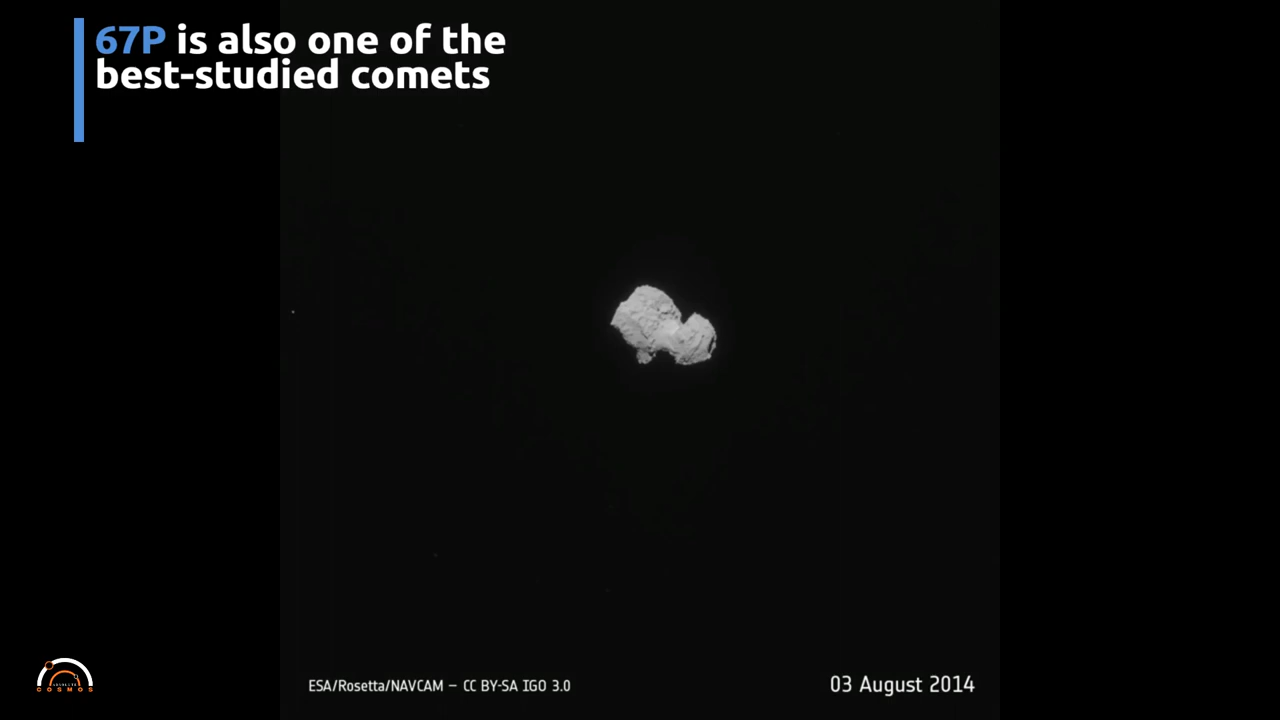 67P is also one of the
best-studied comets
ESA/Rosetta/NAVCAM – CC BY-SA IGO 3.0
03 August 2014
COSMOS